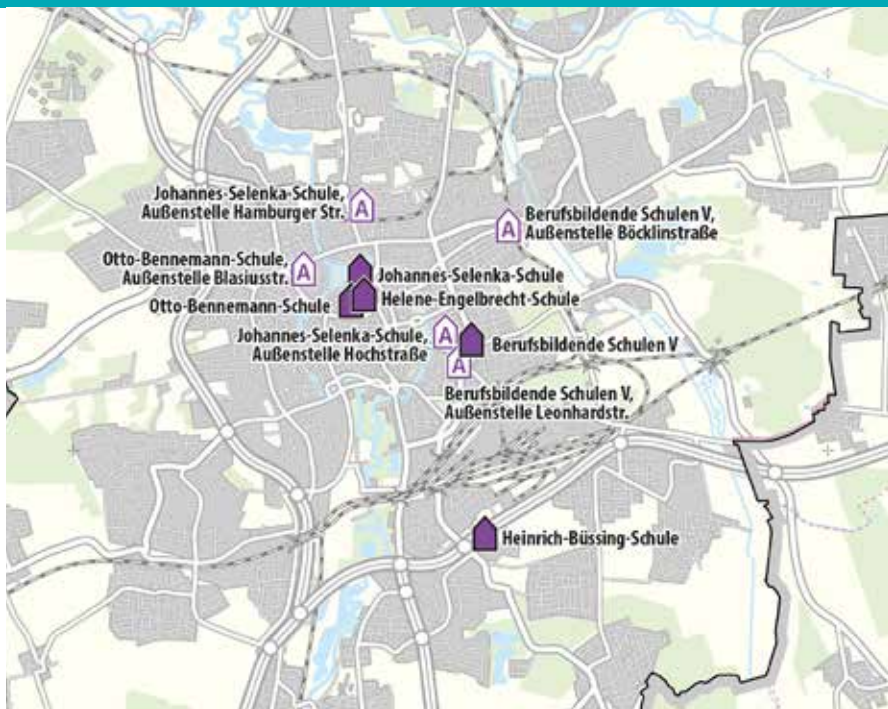 Johannes-Selenka-Schule,
Außenstelle Hamburger Str.
A
A
Berufsbildende Schulen V,
Außenstelle Böcklinstraße
Otto-Bennemann-Schule,
Außenstelle Blasiusstr.
A
Johannes-Selenka-Schule
Helene-Engelbrecht-Schule
Otto-Bennemann-Schule
Johannes-Selenka-Schule,
Außenstelle Hochstraße
A
Berufsbildende Schulen V
A
Berufsbildende Schulen V,
Außenstelle Leonhardstr.
Heinrich-Büssing-Schule